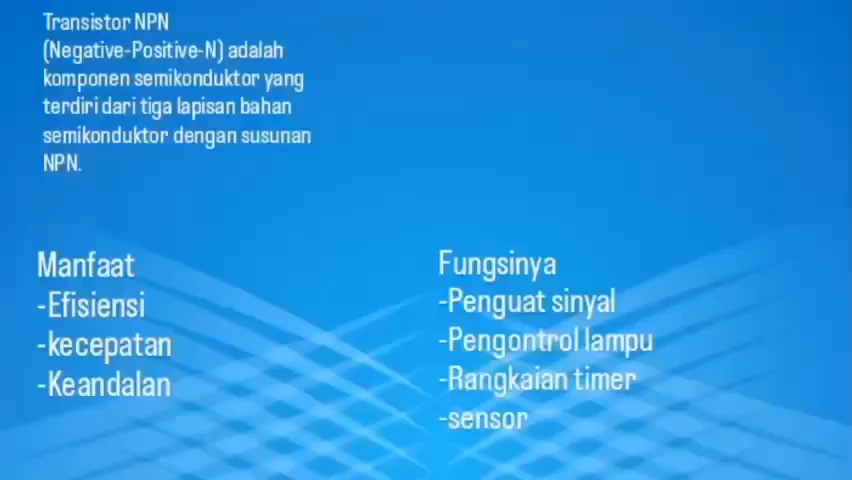 Transistor NPN
(Negative-Positive-N) adalah
komponen semikonduktor yang
terdiri dari tiga lapisan bahan
semikonduktor dengan susunan
NPN.
Manfaat
-Efisiensi
-kecepatan
-Keandalan
Fungsinya
-Penguat sinyal
-Pengontrol lampu
-Rangkaian timer
-sensor